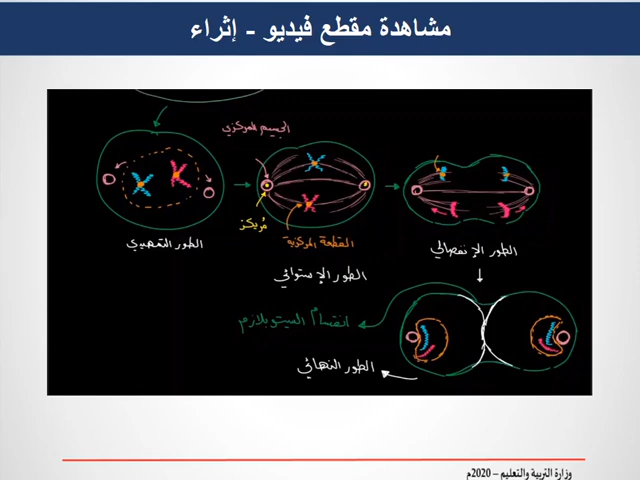 مشاهدة مقطع فيديو - إثراء
الجسيم المركزي
مُريكز
القطعة المركزية
الطور التمهيدي
الطور الإستوائي
الطور الإنفصالي
انقسام السيتوبلازم
الطور النهائي
وزارة التربية والتعليم – 2020م